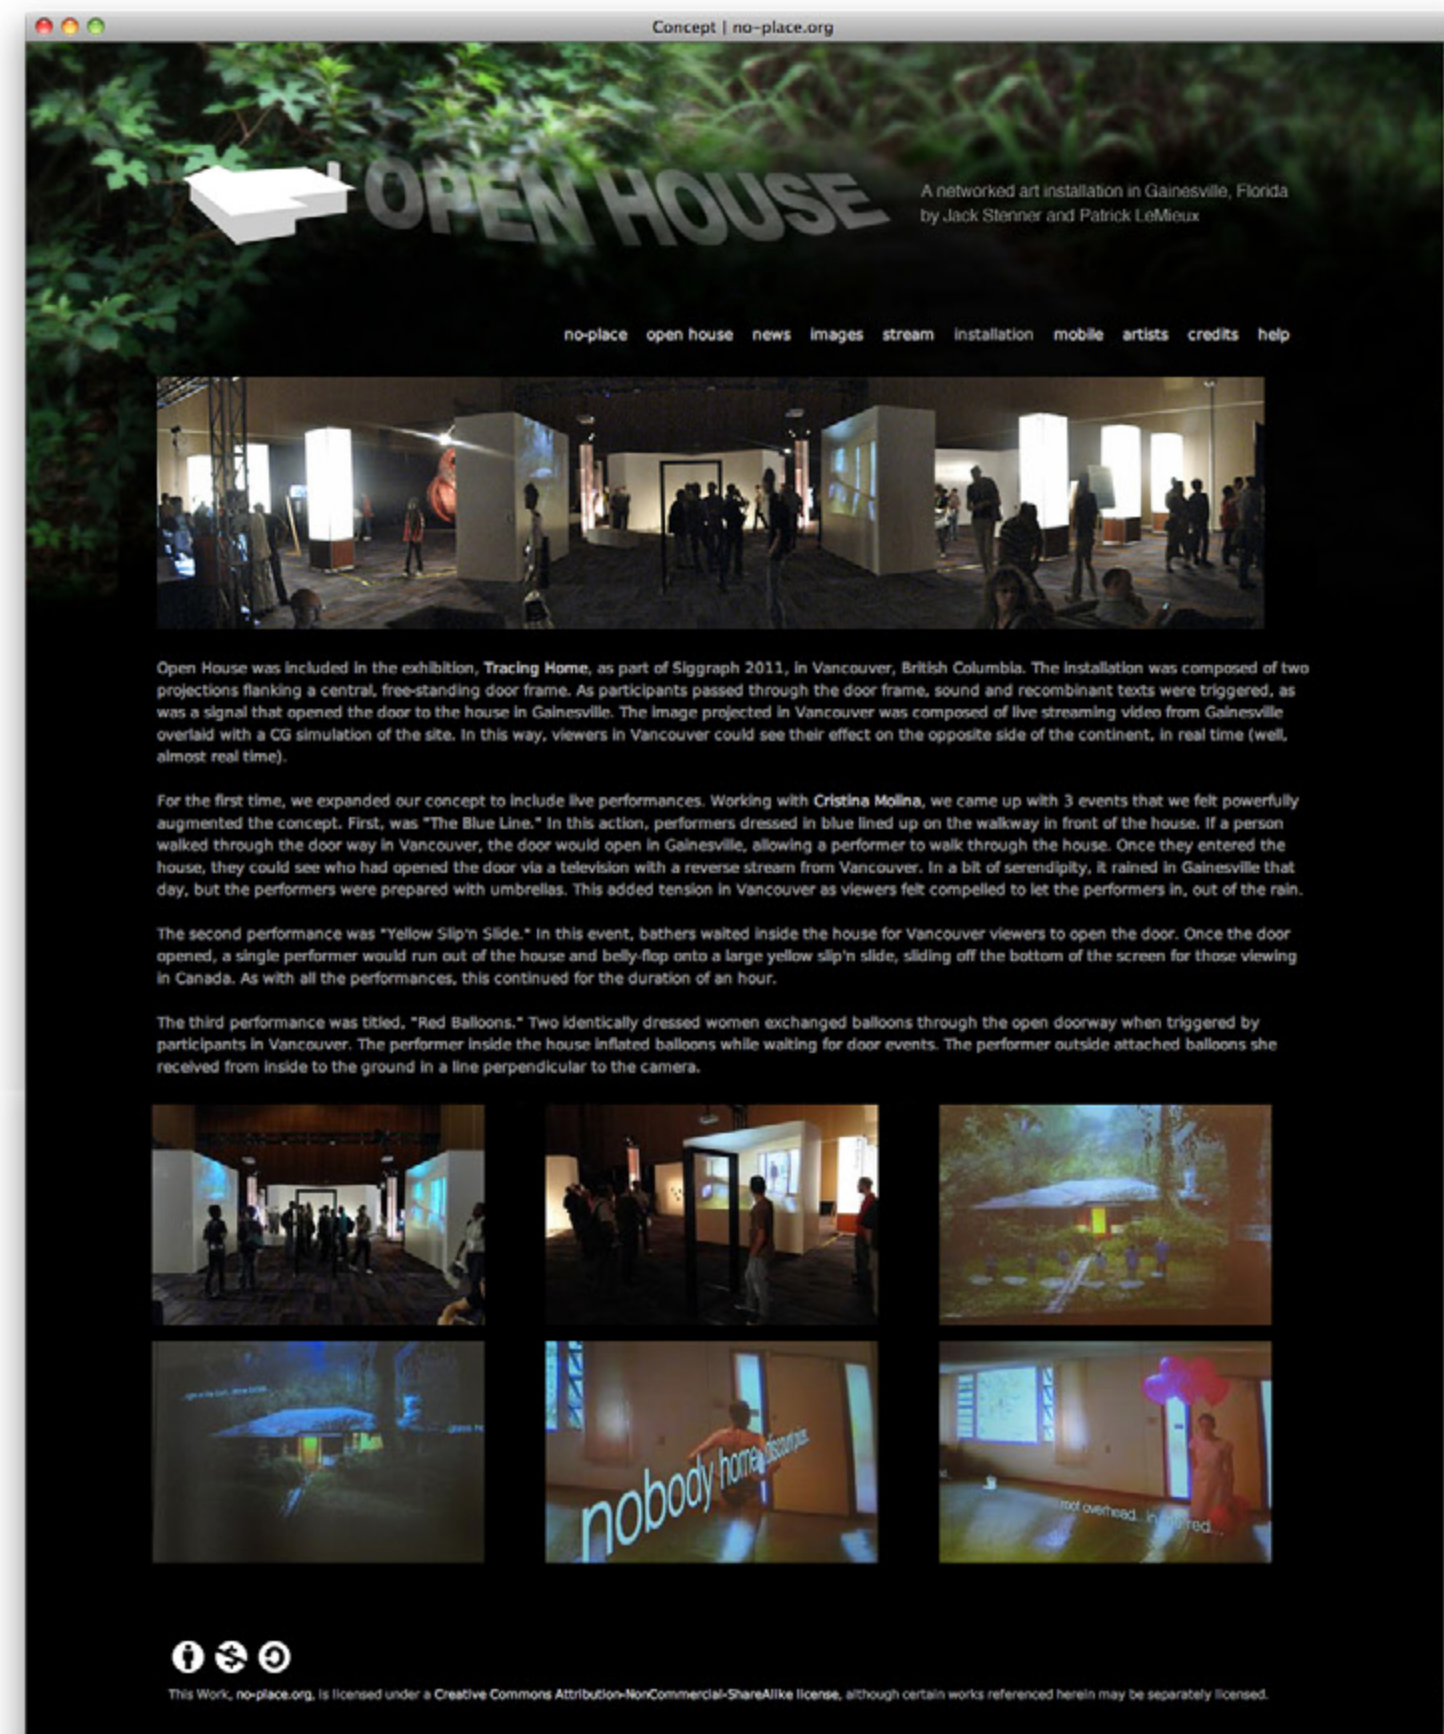 Concept | no-place.org
OPEN HOUSE
A networked art installation in Gainesville, Florida
by Jack Stenner and Patrick LeMieux
no-place open house news images stream installation mobile artists credits help
Open House was included in the exhibition, Tracing Home, as part of Siggraph 2011, in Vancouver, British Columbia. The installation was composed of two
projections flanking a central, free-standing door frame. As participants passed through the door frame, sound and recombinant texts were triggered, as
was a signal that opened the door to the house in Gainesville. The image projected in Vancouver was composed of live streaming video from Gainesville
overlaid with a CG simulation of the site. In this way, viewers in Vancouver could see their effect on the opposite side of the continent, in real time (well,
almost real time).
For the first time, we expanded our concept to include live performances. Working with Cristina Molina, we came up with 3 events that we felt powerfully
augmented the concept. First, was "The Blue Line." In this action, performers dressed in blue lined up on the walkway in front of the house. If a person
walked through the door way in Vancouver, the door would open in Gainesville, allowing a performer to walk through the house. Once they entered the
house, they could see who had opened the door via a television with a reverse stream from Vancouver. In a bit of serendipity, it rained in Gainesville that
day, but the performers were prepared with umbrellas. This added tension in Vancouver as viewers felt compelled to let the performers in, out of the rain.
The second performance was "Yellow Slip'n Slide." In this event, bathers waited inside the house for Vancouver viewers to open the door. Once the door
opened, a single performer would run out of the house and belly-flop onto a large yellow slip'n slide, sliding off the bottom of the screen for those viewing
in Canada. As with all the performances, this continued for the duration of an hour.
The third performance was titled, "Red Balloons." Two identically dressed women exchanged balloons through the open doorway when triggered by
participants in Vancouver. The performer inside the house inflated balloons while waiting for door events. The performer outside attached balloons she
received from inside to the ground in a line perpendicular to the camera.
nobody home
roof overhead... in
This Work, no-place.org, is licensed under a Creative Commons Attribution-NonCommercial-ShareAlike license, although certain works referenced herein may be separately licensed.